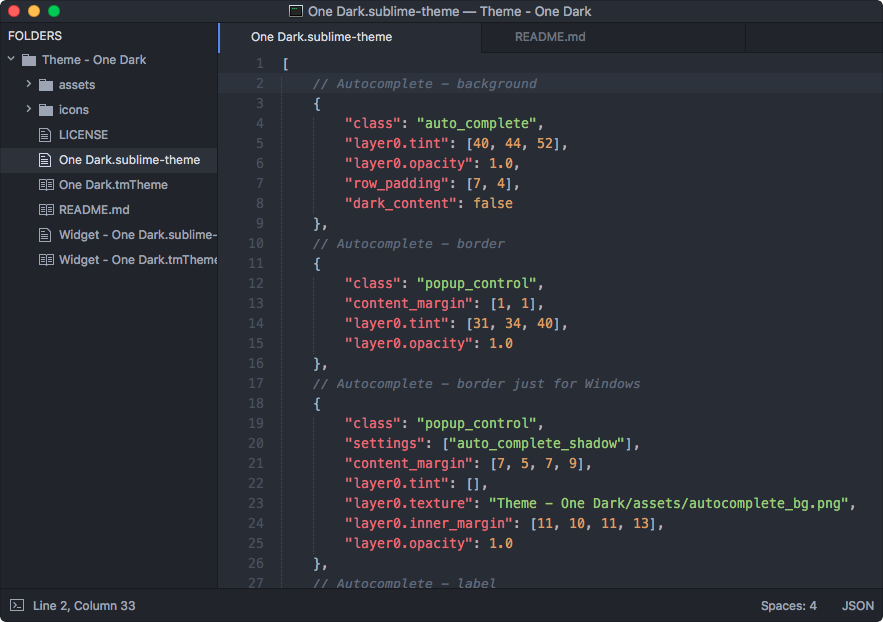 One Dark.sublime-theme — Theme - One Dark
FOLDERS
Theme - One Dark
assets
icons
LICENSE
One Dark.sublime-theme
One Dark.tmTheme
README.md
Widget - One Dark.sublime-
Widget - One Dark.tmTheme
One Dark.sublime-theme
README.md
1 [
2 // Autocomplete – background
3 {
4 "class": "auto_complete",
5 "layer0.tint": [40, 44, 52],
6 "layer0.opacity": 1.0,
7 "row_padding": [7, 4],
8 "dark_content": false
9 },
10 // Autocomplete – border
11 {
12 "class": "popup_control",
13 "content_margin": [1, 1],
14 "layer0.tint": [31, 34, 40],
15 "layer0.opacity": 1.0
16 },
17 // Autocomplete – border just for Windows
18 {
19 "class": "popup_control",
20 "settings": ["auto_complete_shadow"],
21 "content_margin": [7, 5, 7, 9],
22 "layer0.tint": [],
23 "layer0.texture": "Theme – One Dark/assets/autocomplete_bg.png",
24 "layer0.inner_margin": [11, 10, 11, 13],
25 "layer0.opacity": 1.0
26 },
27 // Autocomplete – label
Line 2, Column 33
Spaces: 4
JSON